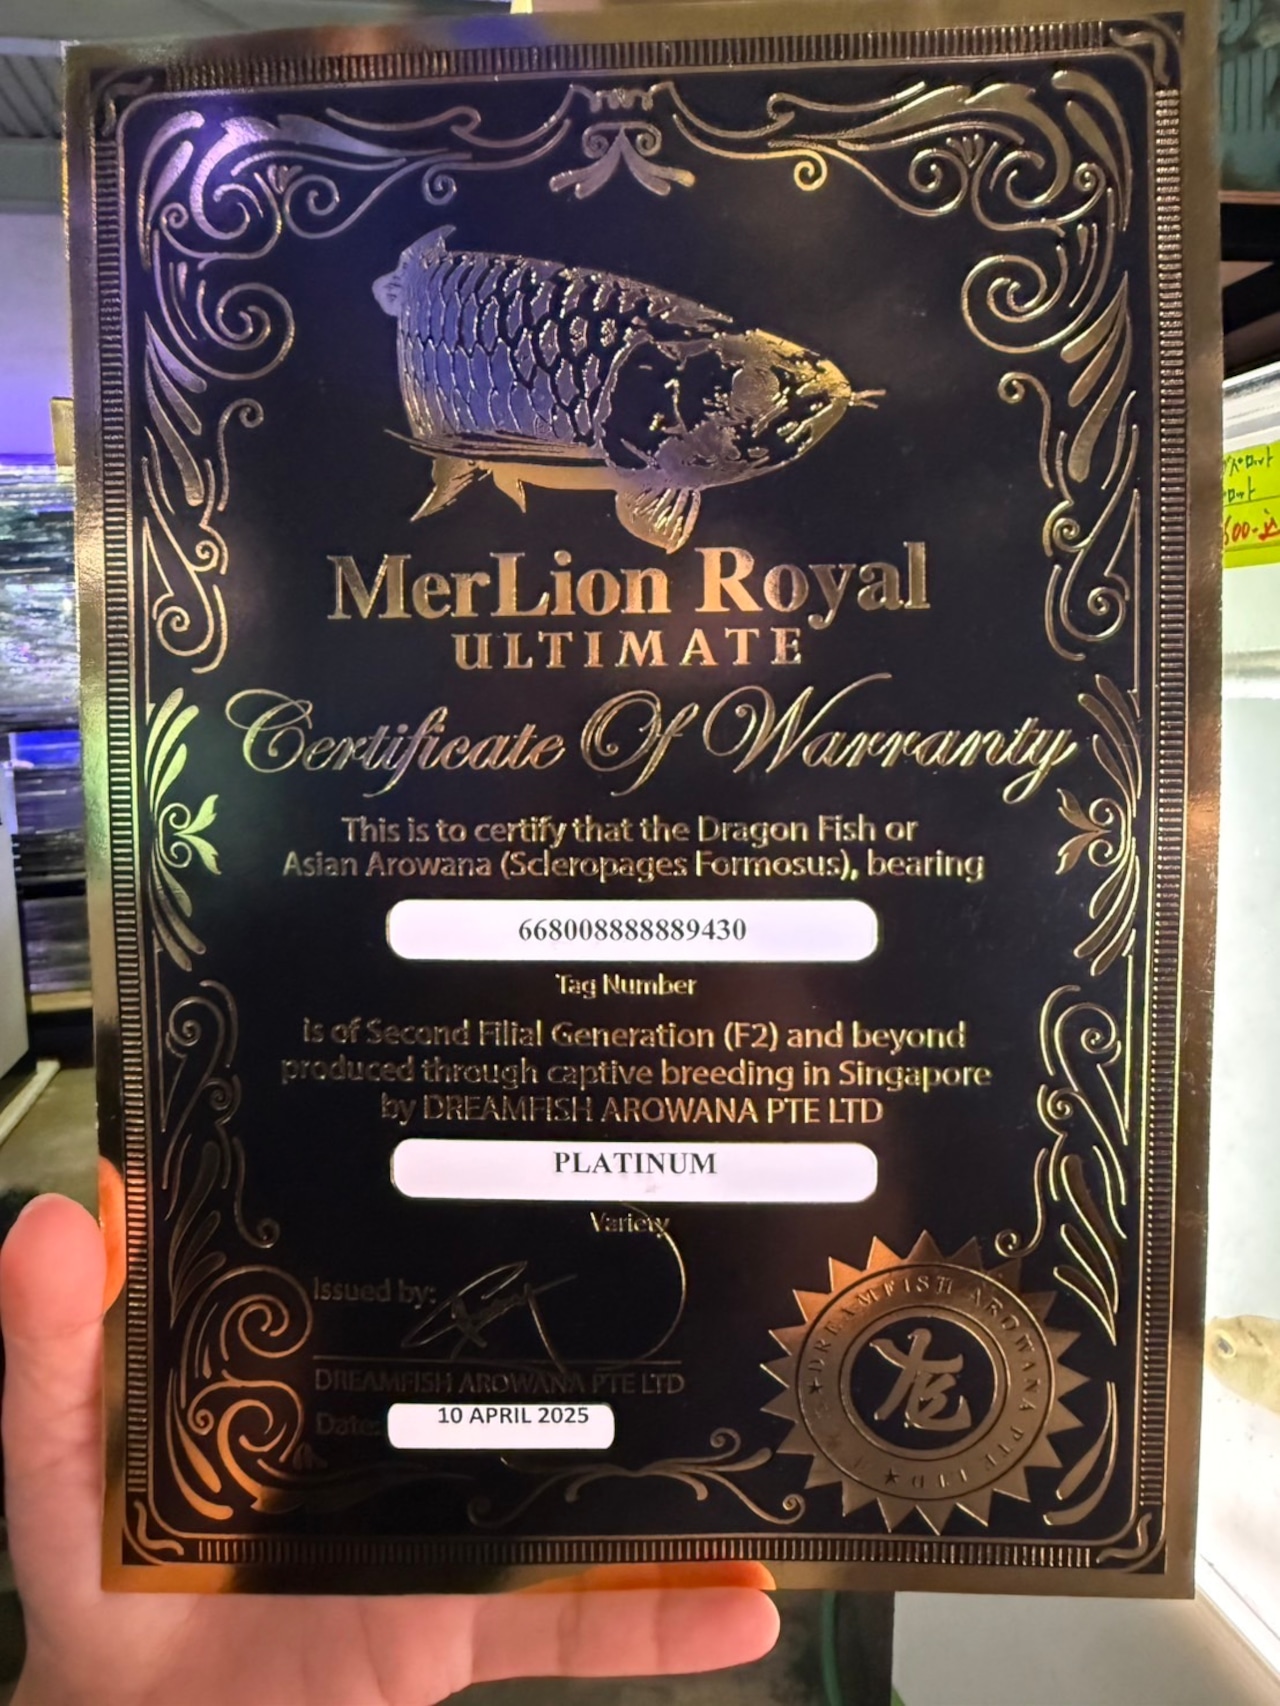 MerLion Royal
ULTIMATE
Certificate Of Warranty
This is to certify that the Dragon Fish or
Asian Arowana (Scleropages Formosus), bearing
668008888889430
Tag Number
is of Second Filial Generation (F2) and beyond
produced through captive breeding in Singapore
by DREAMFISH AROWANA PTE LTD
PLATINUM
Variety
Issued by:
DREAMFISH AROWANA PTE LTD
Date:
10 APRIL 2025
DREAMFISH AROWANA PTE LTD
龙